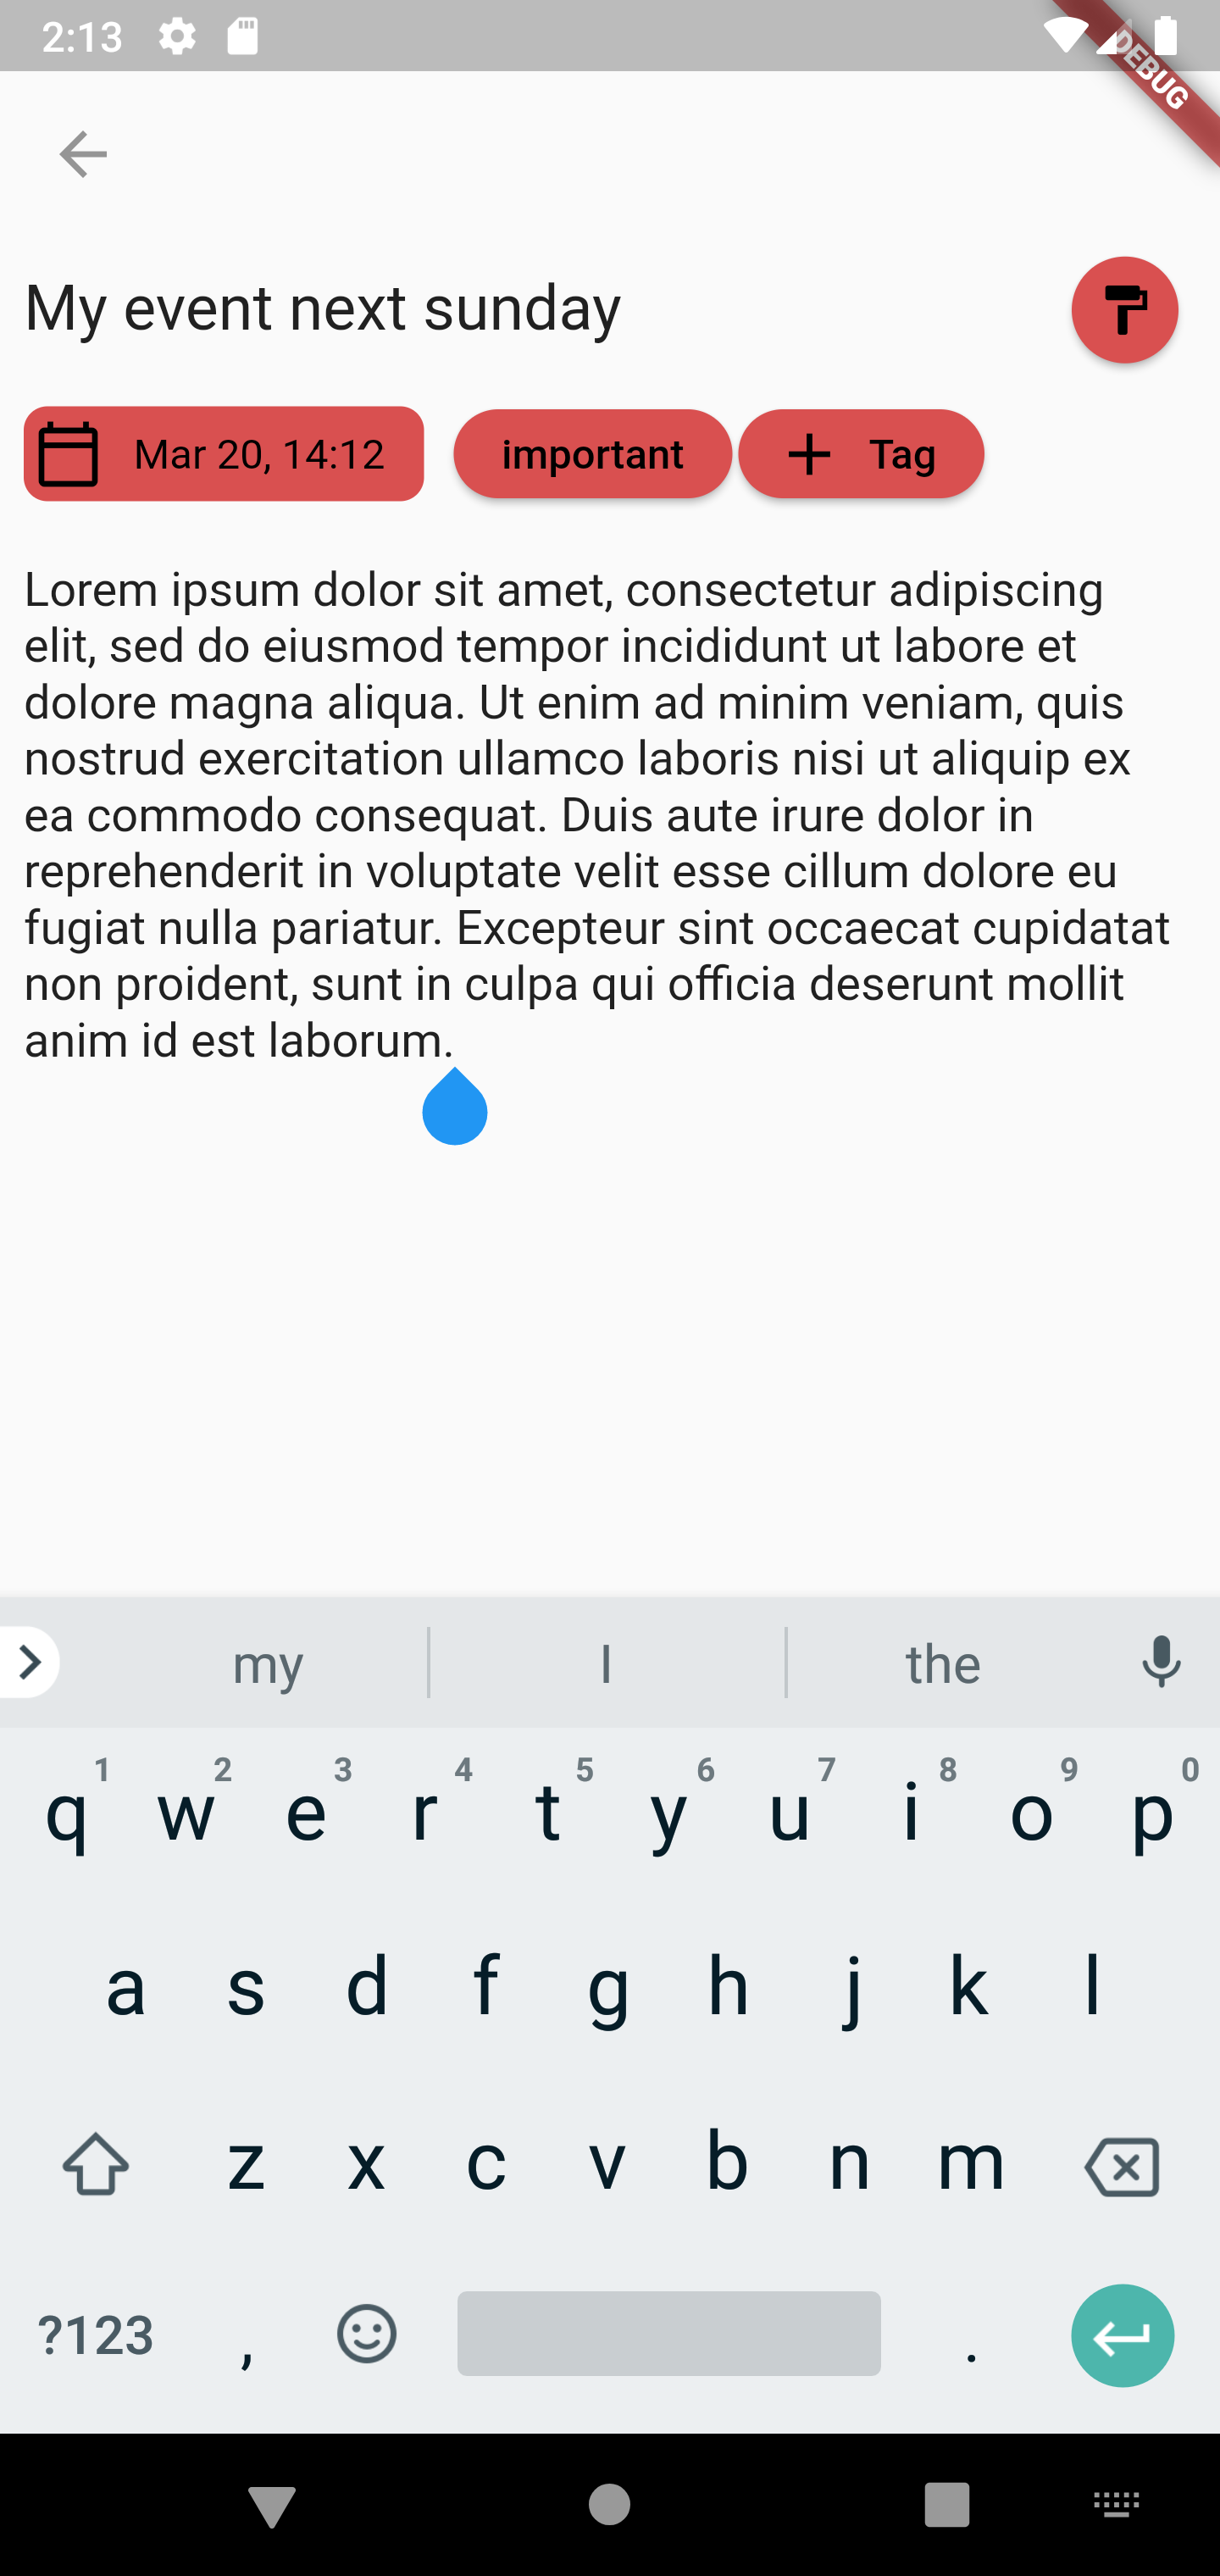 2:13
DEBUG
My event next sunday
Mar 20, 14:12 important + Tag
Lorem ipsum dolor sit amet, consectetur adipiscing
elit, sed do eiusmod tempor incididunt ut labore et
dolore magna aliqua. Ut enim ad minim veniam, quis
nostrud exercitation ullamco laboris nisi ut aliquip ex
ea commodo consequat. Duis aute irure dolor in
reprehenderit in voluptate velit esse cillum dolore eu
fugiat nulla pariatur. Excepteur sint occaecat cupidatat
non proident, sunt in culpa qui officia deserunt mollit
anim id est laborum.
my I the
1 2 3 4 5 6 7 8 9 0
q w e r t y u i o p
a s d f g h j k l
z x c v b n m
?123 , .